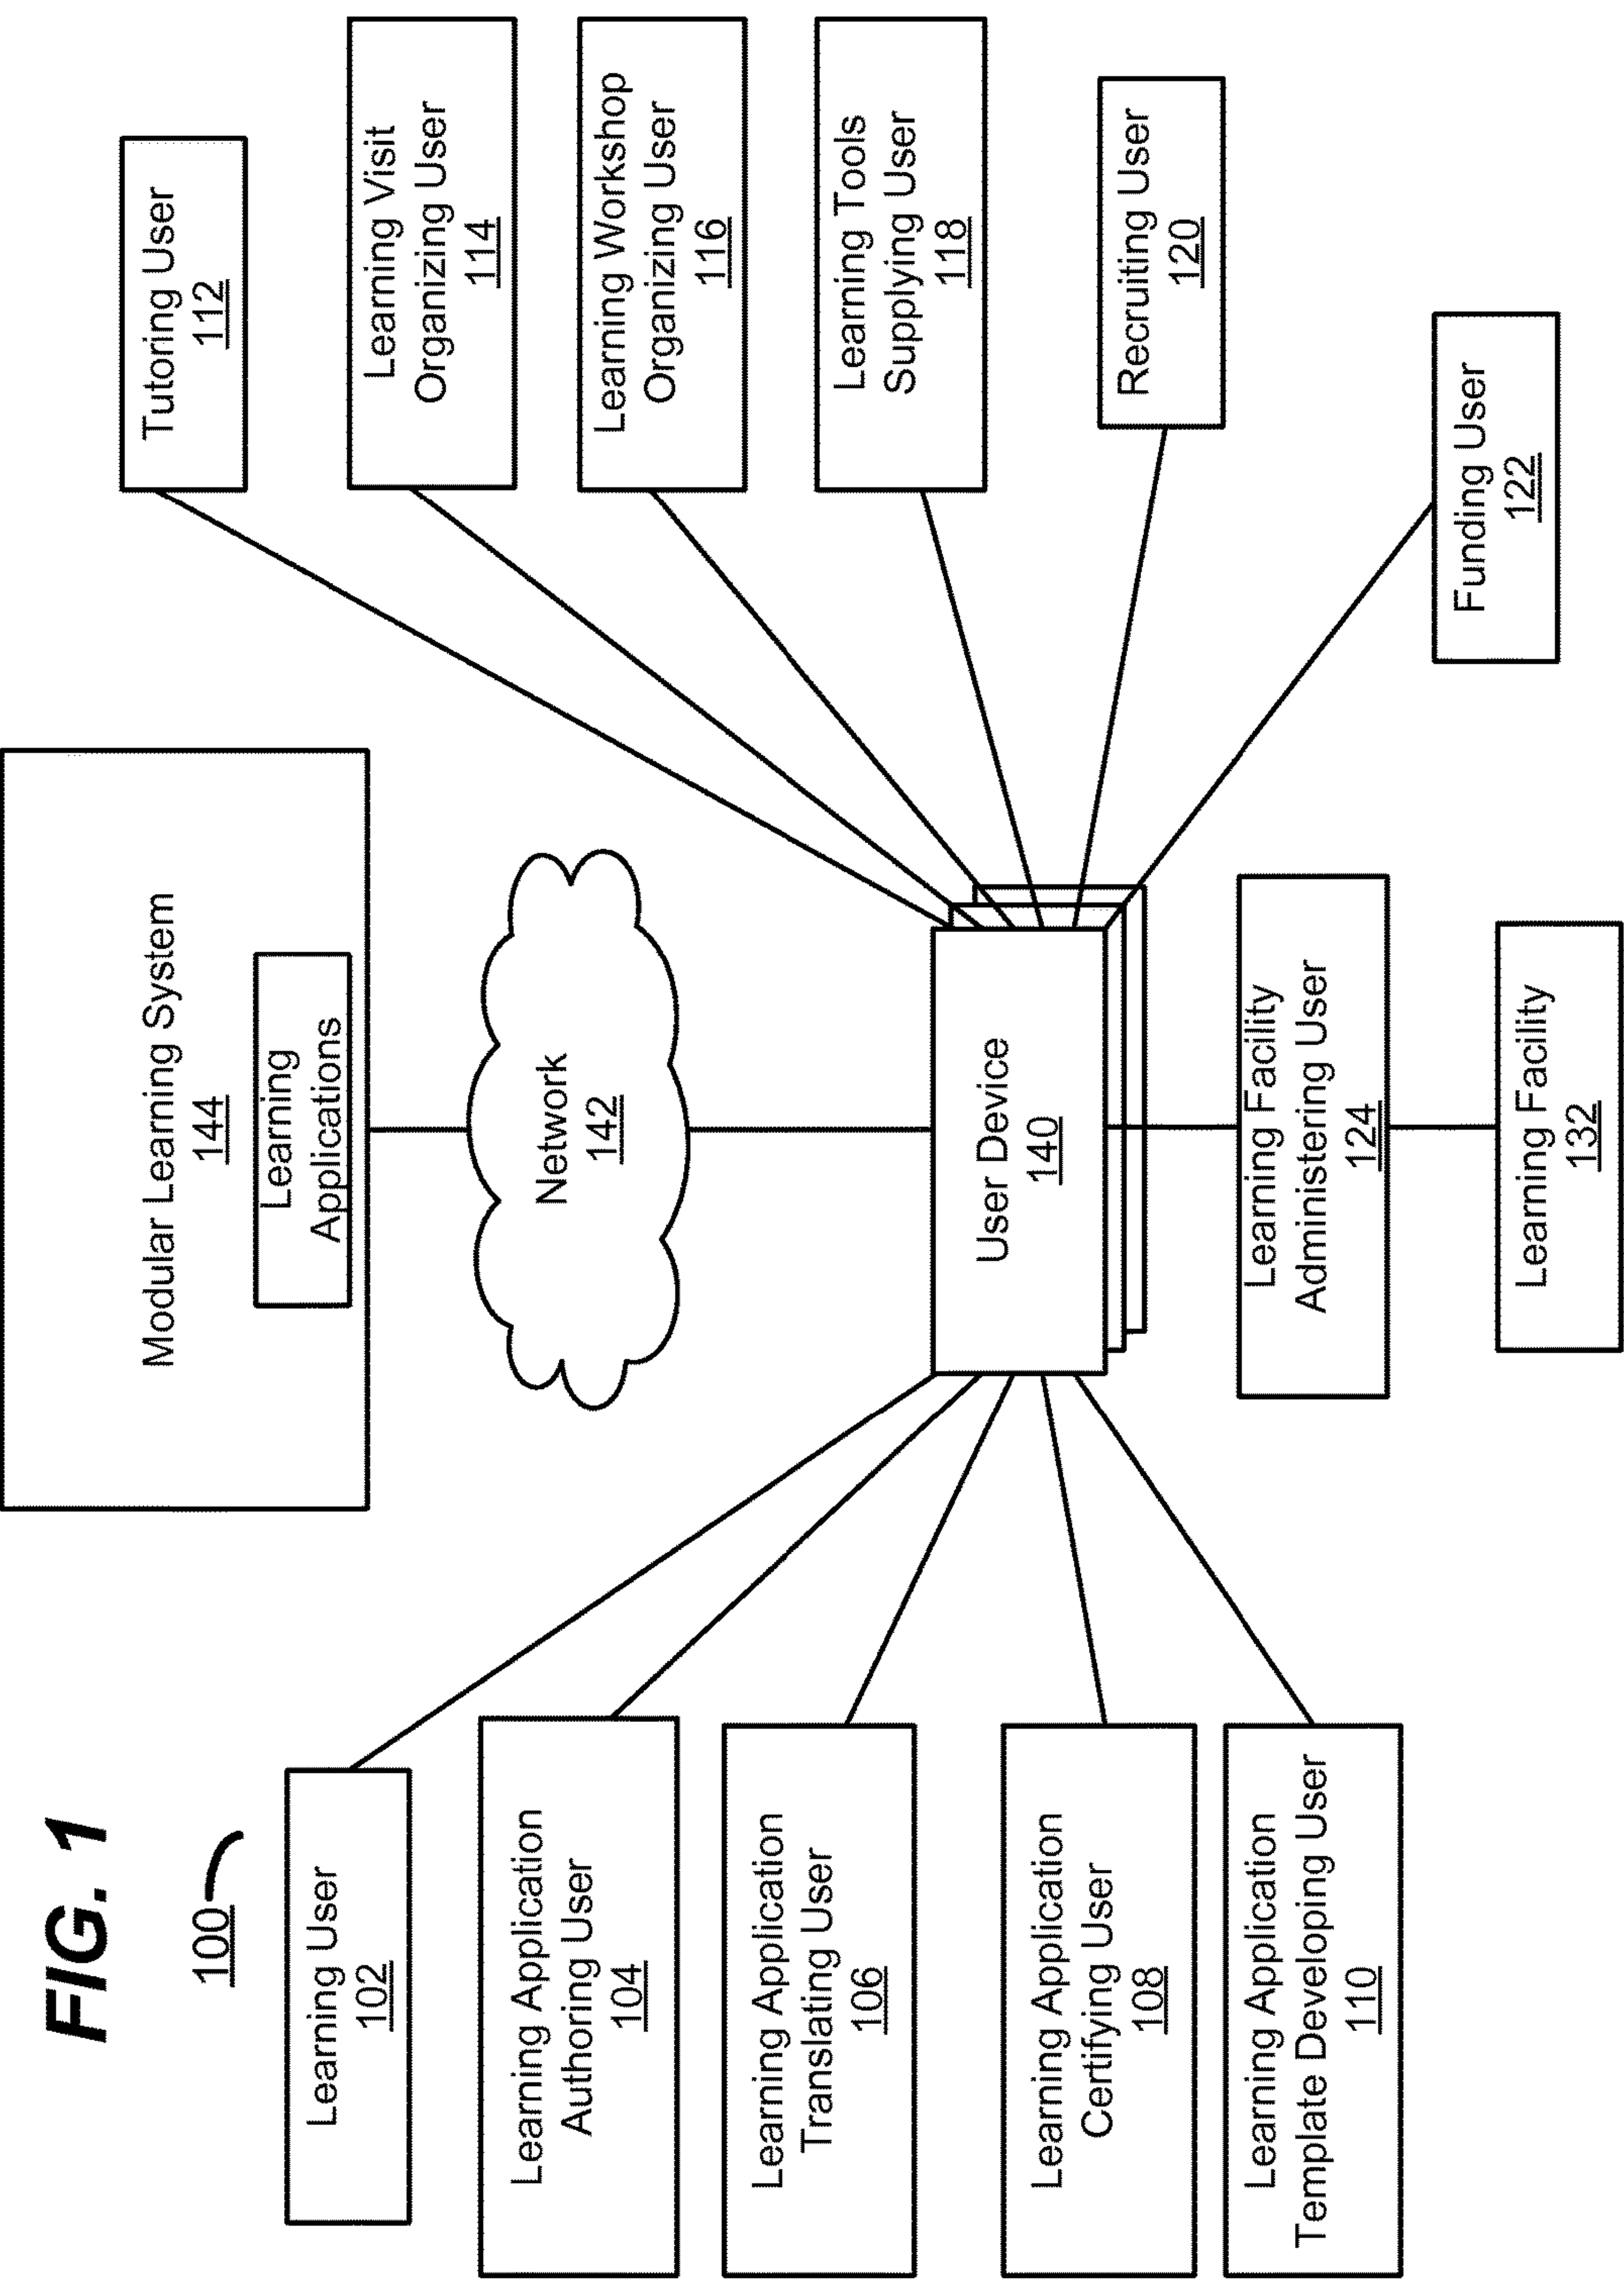 FIG. 1
100
Modular Learning System
144
Learning
Applications
Network
142
User Device
140
Learning User
102
Learning Application
Authoring User
104
Learning Application
Translating User
106
Learning Application
Certifying User
108
Learning Application
Template Developing User
110
Tutoring User
112
Learning Visit
Organizing User
114
Learning Workshop
Organizing User
116
Learning Tools
Supplying User
118
Recruiting User
120
Funding User
122
Learning Facility
Administering User
124
Learning Facility
132